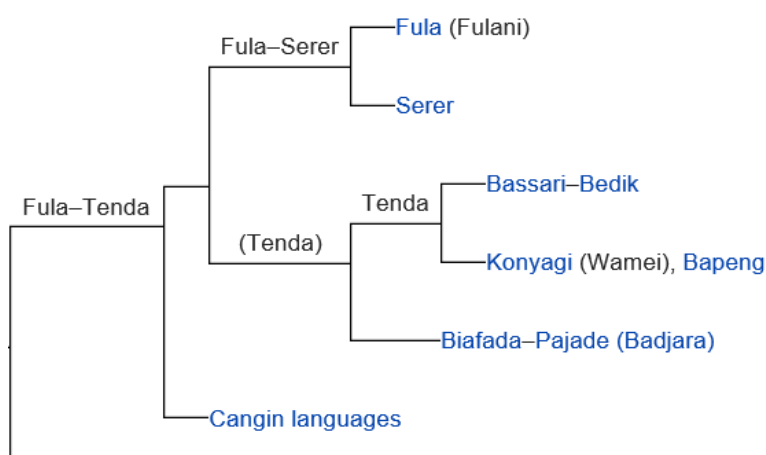 Fula (Fulani)
Fula–Serer
Serer
Bassari–Bedik
Tenda
Fula–Tenda
(Tenda)
Konyagi (Wamei), Bapeng
Biafada–Pajade (Badjara)
Cangin languages